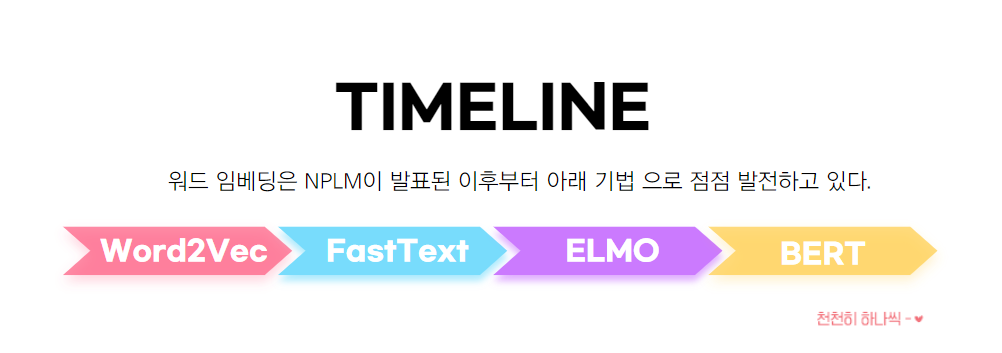 TIMELINE
워드 임베딩은 NPLM이 발표된 이후부터 아래 기법 으로 점점 발전하고 있다.
Word2Vec FastText ELMO BERT
천천히 하나씩 - ♥